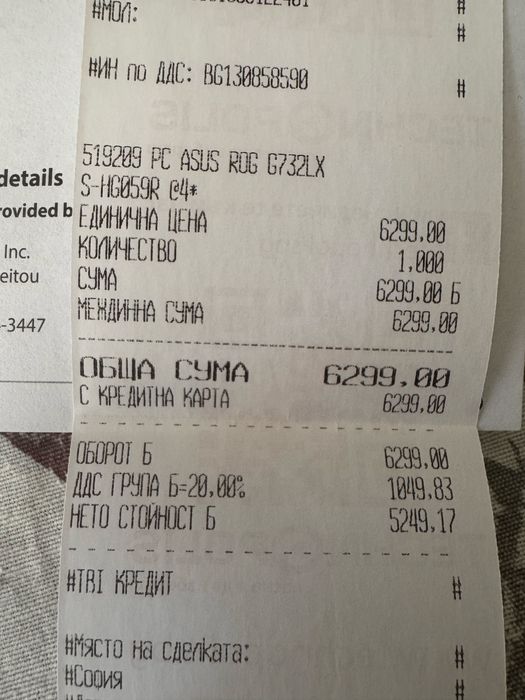 #МОЛ: #
#
#ИН по ДДС: BG130858590 #
519209 PC ASUS ROG G732LX
S-HG059R @4*
ЕДИНИЧНА ЦЕНА 6299,00
КОЛИЧЕСТВО 1,000
СУМА 6299,00 Б
МЕЖДИННА СУМА 6299,00
ОБЩА СУМА 6299,00
С КРЕДИТНА КАРТА 6299,00
ОБОРОТ Б 6299,00
ДДС ГРУПА Б=20,00% 1049,83
НЕТО СТОЙНОСТ Б 5249,17
#TBI КРЕДИТ #
#Място на сделката: #
#София #
details
rovided b
Inc.
eitou
-3447